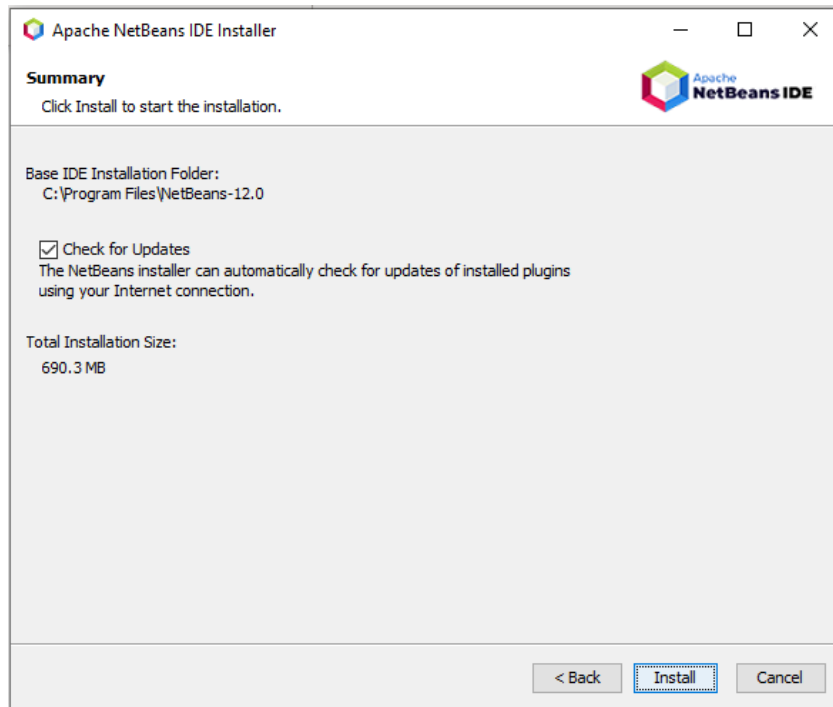 Apache NetBeans IDE Installer
Summary
Click Install to start the installation.
Apache
NetBeans IDE
Base IDE Installation Folder:
C:\Program Files\NetBeans-12.0
Check for Updates
The NetBeans installer can automatically check for updates of installed plugins
using your Internet connection.
Total Installation Size:
690.3 MB
< Back Install Cancel